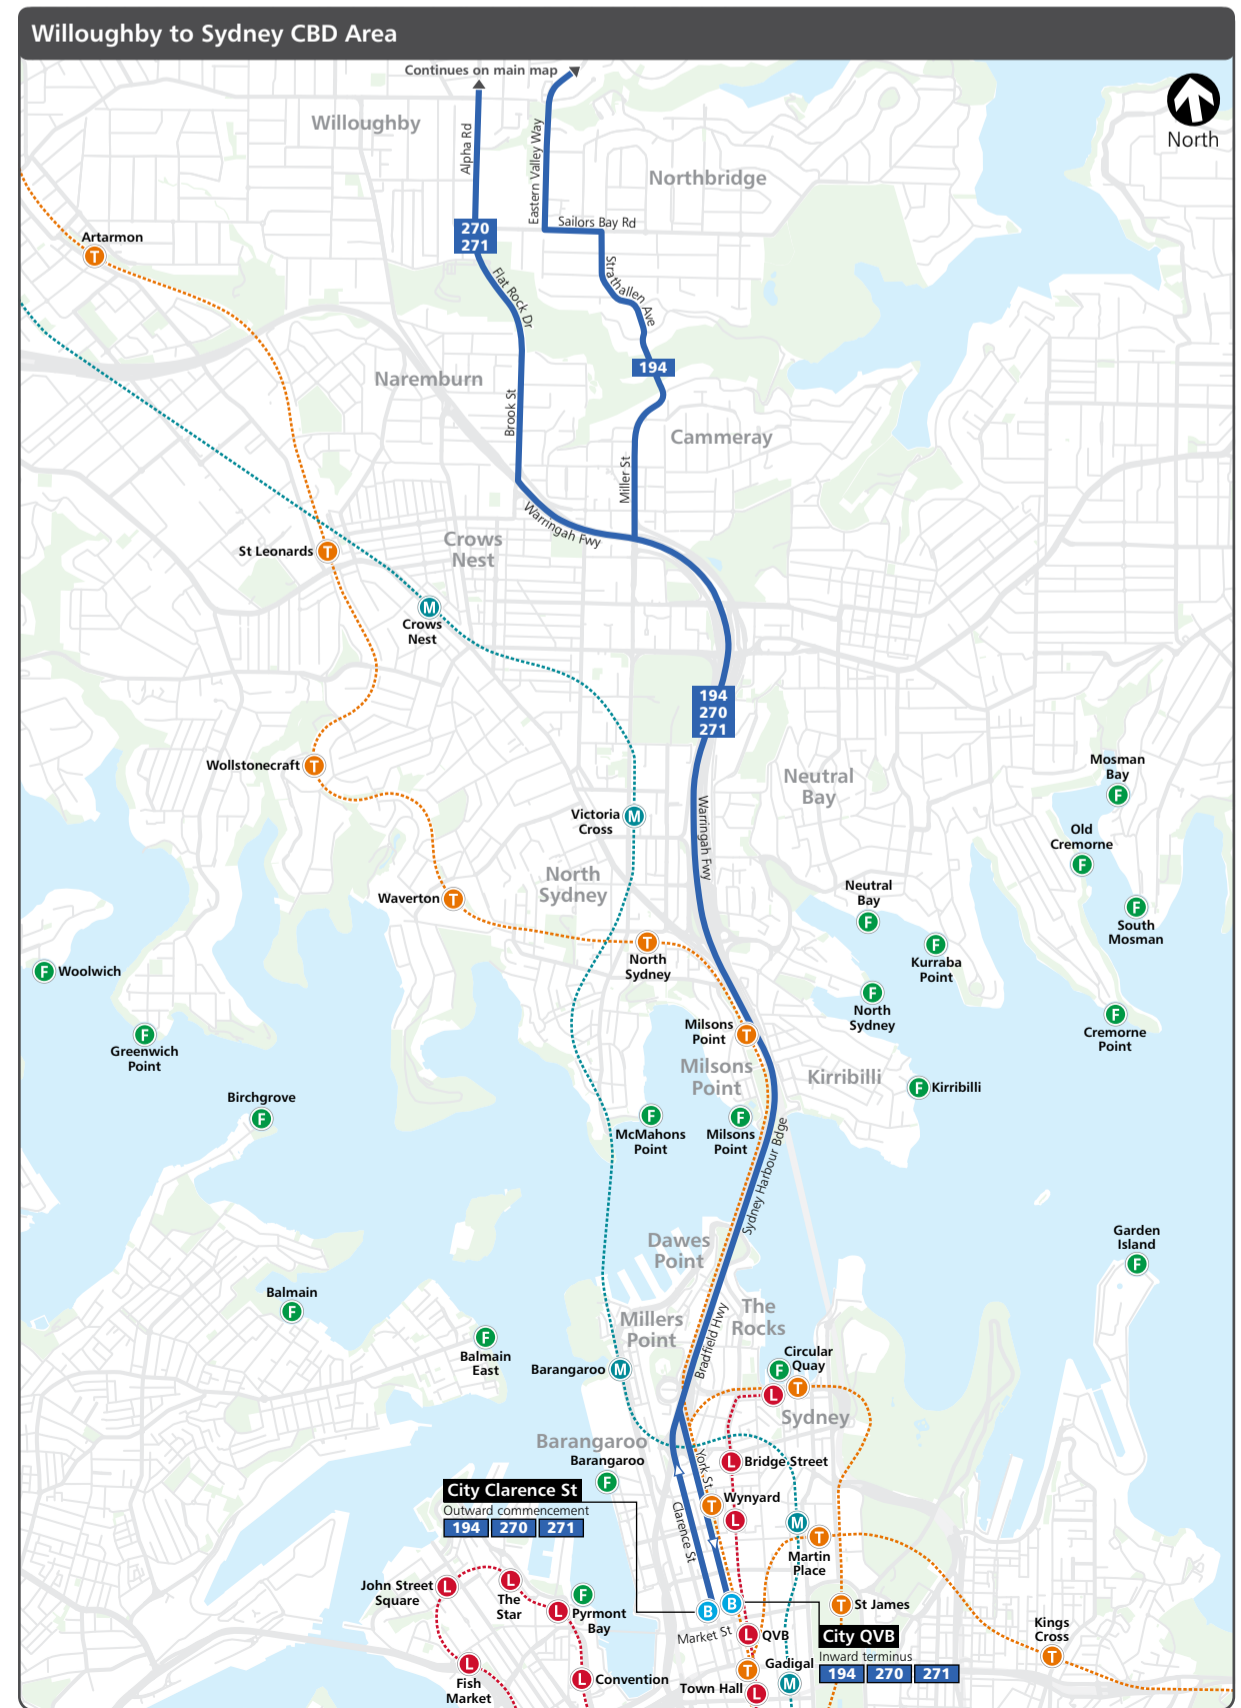 Willoughby to Sydney CBD Area
Continues on main map
North
Willoughby
Alpha Rd
Eastern Valley Way
Northbridge
Sailors Bay Rd
270
271
Artarmon
T
Flat Rock Dr
Strathallen Ave
194
Naremburn
Brook St
Cammeray
Miller St
Warringah Fwy
Crows
Nest
St Leonards
T
M
Crows
Nest
194
270
271
Wollstonecraft
T
Neutral
Bay
Mosman
Bay
F
Victoria
Cross
M
Warringah Fwy
Old
Cremorne
F
North
Sydney
Waverton
T
Neutral
Bay
F
F
South
Mosman
T
North
Sydney
F
Kurraba
Point
F
Woolwich
F
North
Sydney
F
Cremorne
Point
F
Greenwich
Point
Milsons
Point
T
Milsons
Point
Kirribilli
F
Kirribilli
Birchgrove
F
F
McMahons
Point
F
Milsons
Point
Sydney Harbour Bdge
Dawes
Point
Garden
Island
F
Balmain
F
Millers
Point
The
Rocks
Bradfield Hwy
F
Balmain
East
Barangaroo
M
Circular
Quay
F
T
L
Sydney
Barangaroo
Barangaroo
F
York St
L
Bridge Street
City Clarence St
Outward commencement
194
270
271
Clarence St
T
Wynyard
L
M
T
Martin
Place
John Street
Square
L
L
The
Star
F
L
Pyrmont
Bay
B
B
Market St
L
QVB
T
St James
City QVB
Inward terminus
194
270
271
Kings
Cross
T
L
Fish
Market
L
Convention
T
Town Hall
L
Gadigal
M